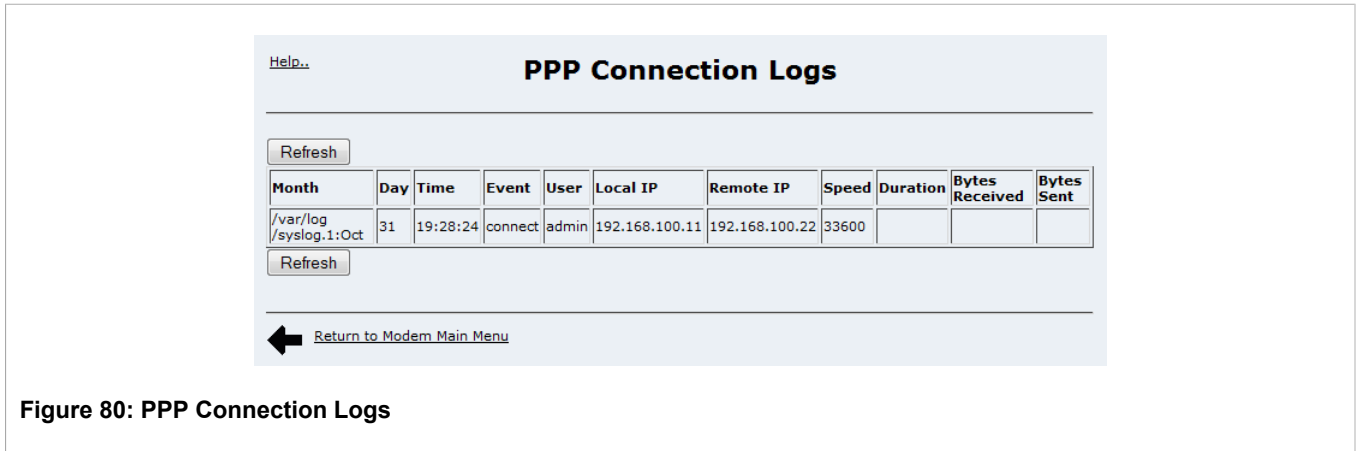 Help..
PPP Connection Logs
Refresh
Month Day Time Event User Local IP Remote IP Speed Duration Bytes Received Bytes Sent
/var/log
/syslog.1:Oct 31 19:28:24 connect admin 192.168.100.11 192.168.100.22 33600
Refresh
Return to Modem Main Menu
Figure 80: PPP Connection Logs